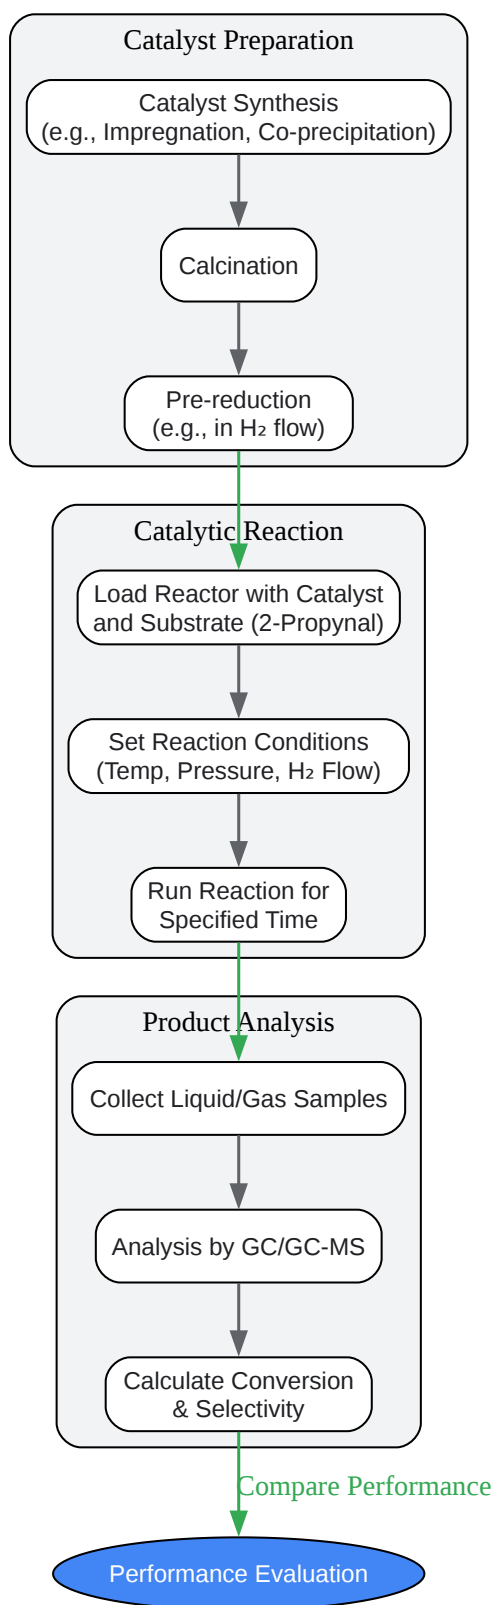 Catalyst Preparation
Catalyst Synthesis
(e.g., Impregnation, Co-precipitation)
Calcination
Pre-reduction
(e.g., in H₂ flow)
Catalytic Reaction
Load Reactor with Catalyst
and Substrate (2-Propynal)
Set Reaction Conditions
(Temp, Pressure, H₂ Flow)
Run Reaction for
Specified Time
Product Analysis
Collect Liquid/Gas Samples
Analysis by GC/GC-MS
Calculate Conversion
& Selectivity
Compare Performance
Performance Evaluation